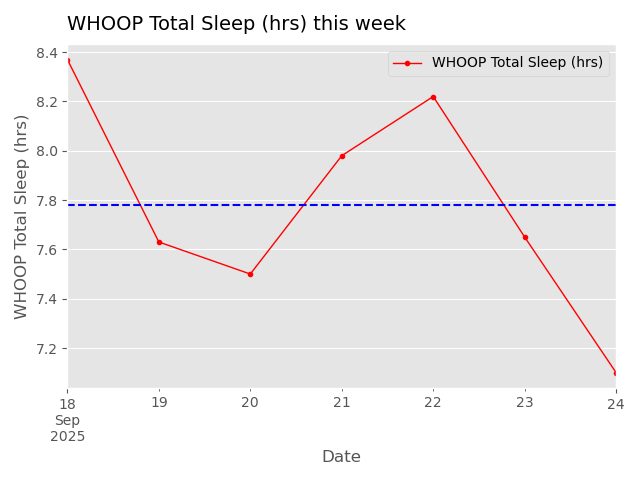 WHOOP Total Sleep (hrs) this week
WHOOP Total Sleep (hrs)
WHOOP Total Sleep (hrs)
8.4
8.2
8.0
7.8
7.6
7.4
7.2
18 19 20 21 22 23 24
Sep
2025
Date